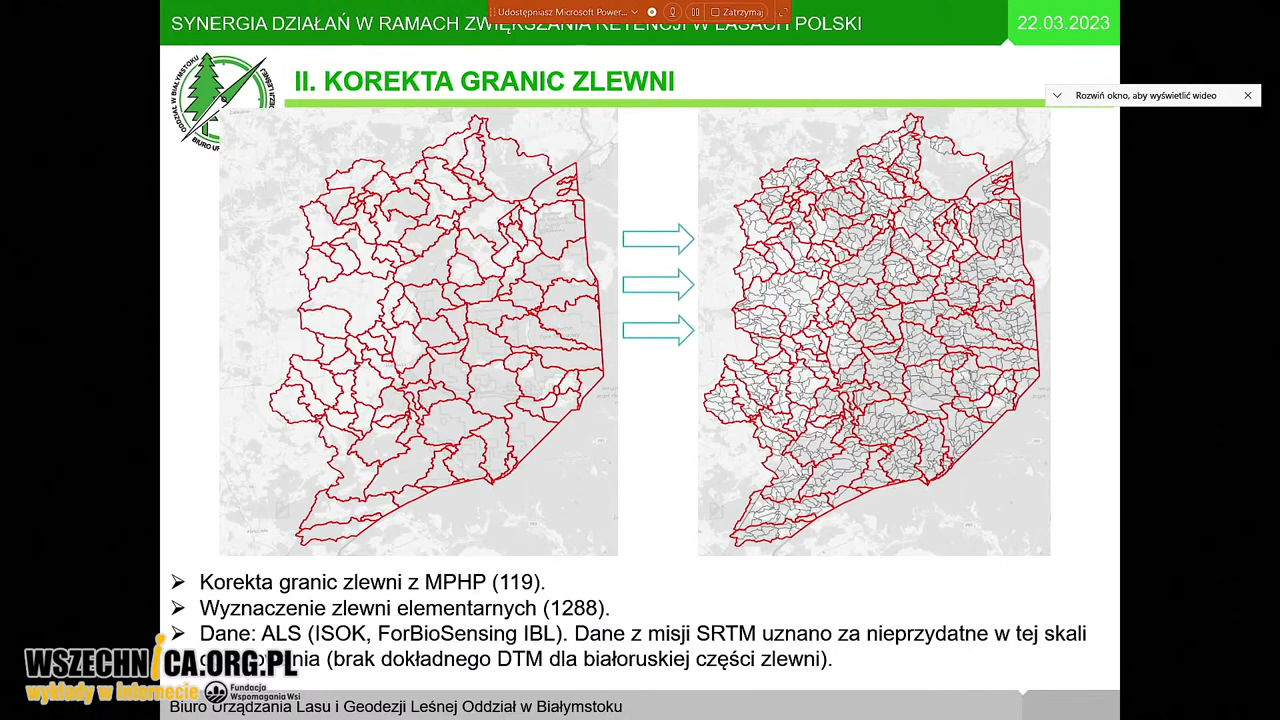 SYNERGIA DZIAŁAŃ W RAMACH ZWIĘKSZANIA RETENCJI W LASACH POLSKI
Udostępniasz Microsoft Power...
Zatrzymaj
22.03.2023
II. KOREKTA GRANIC ZLEWNI
Rozwiń okno, aby wyświetlić wideo
ODDZIAŁ W BIAŁYMSTOKU
BIURO
Korekta granic zlewni z MPHP (119).
Wyznaczenie zlewni elementarnych (1288).
Dane: ALS (ISOK, ForBioSensing IBL). Dane z misji SRTM uznano za nieprzydatne w tej skali
(brak dokładnego DTM dla białoruskiej części zlewni).
WSZECHNICA.ORG.PL
wykłady w Internecie
Fundacja
Wspomagania Wsi
Biuro Urządzania Lasu i Geodezji Leśnej Oddział w Białymstoku